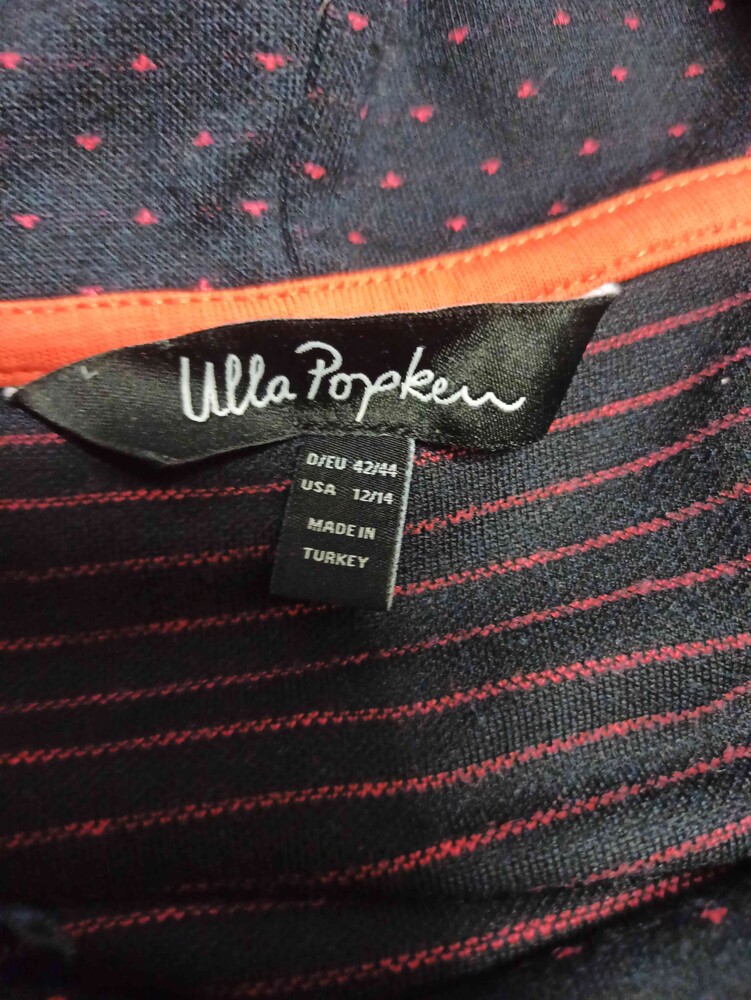 Ulla Popken
D/EU 42/44
USA 12/14
MADE IN
TURKEY